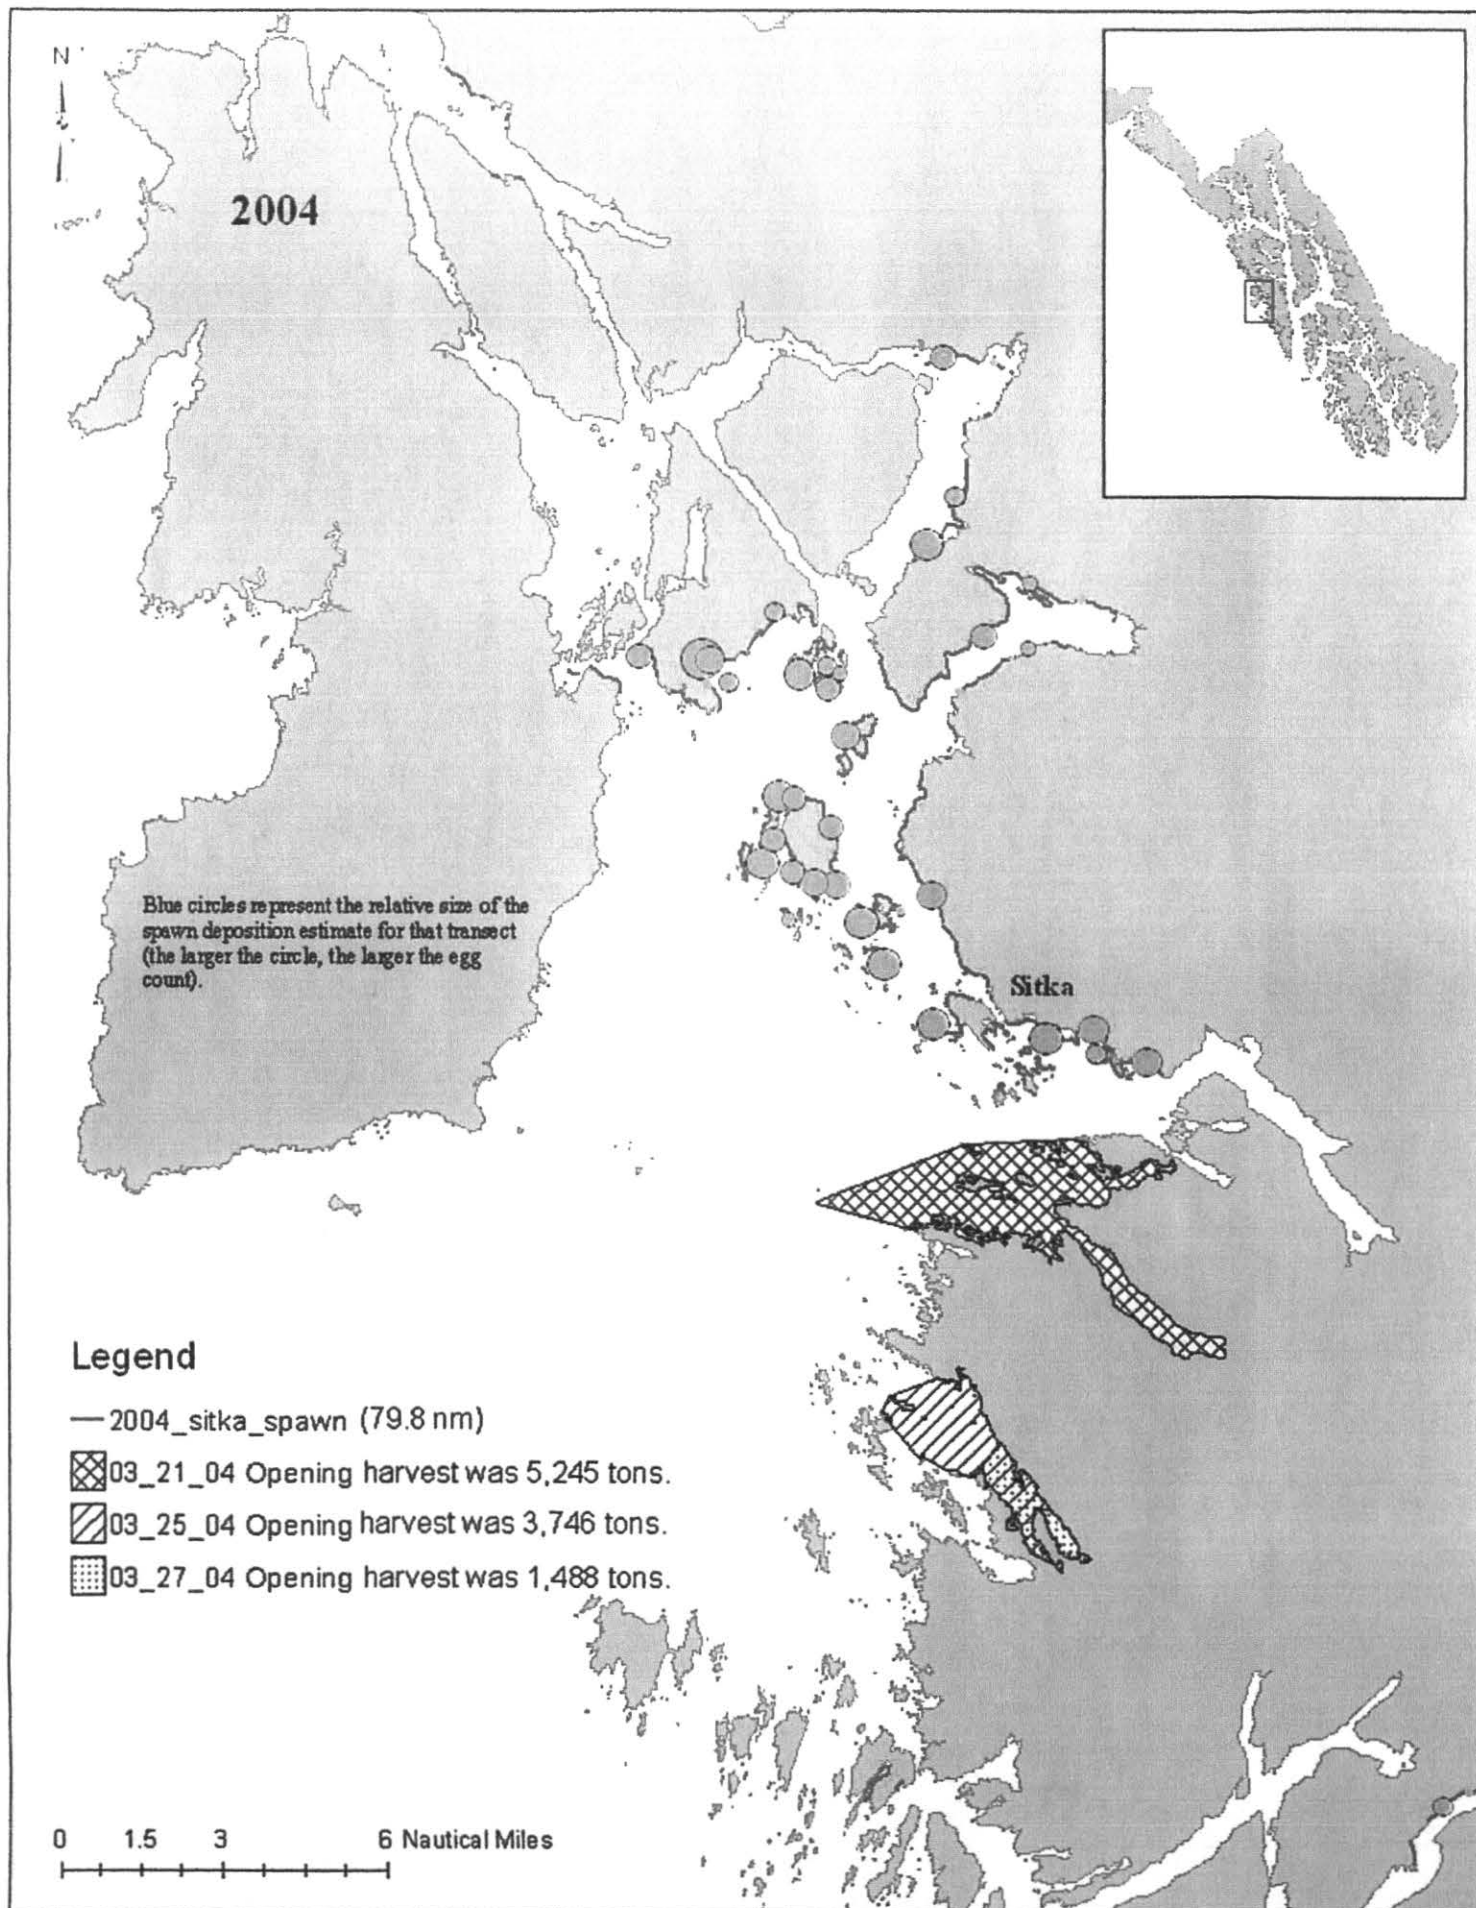 N
2004
Blue circles represent the relative size of the
spawn deposition estimate for that transect
(the larger the circle, the larger the egg
count).
Sitka
Legend
2004_sitka_spawn (79.8 nm)
03_21_04 Opening harvest was 5,245 tons.
03_25_04 Opening harvest was 3,746 tons.
03_27_04 Opening harvest was 1,488 tons.
0 1.5 3 6 Nautical Miles